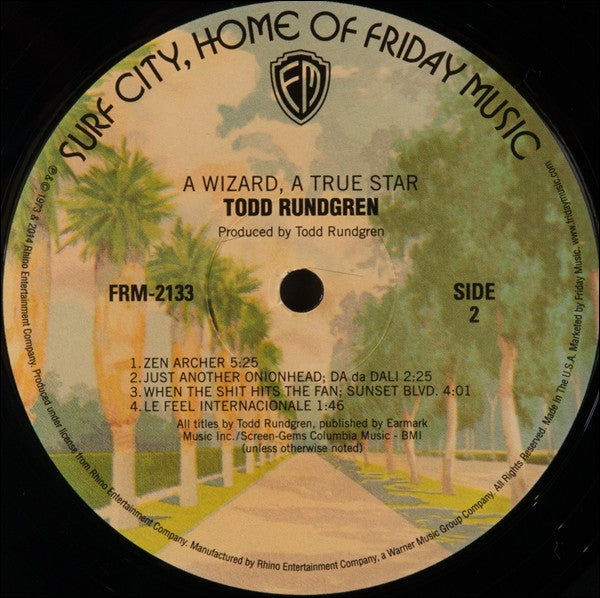 SURF CITY, HOME OF FRIDAY MUSIC
FM
A WIZARD, A TRUE STAR
TODD RUNDGREN
Produced by Todd Rundgren
FRM-2133
SIDE
2
1. ZEN ARCHER 5:25
2. JUST ANOTHER ONIONHEAD; DA da DALI 2:25
3. WHEN THE SHIT HITS THE FAN; SUNSET BLVD. 4:01
4. LE FEEL INTERNACIONALE 1:46
All titles by Todd Rundgren, published by Earmark
Music Inc./Screen-Gems Columbia Music - BMI
(unless otherwise noted)
℗ & © 1973 & 2014 Rhino Entertainment Company. Produced under license from Rhino Entertainment Company. Manufactured by Rhino Entertainment Company, a Warner Music Group Company. All Rights Reserved. Made In The U.S.A. Marketed by Friday Music. www.fridaymusic.com